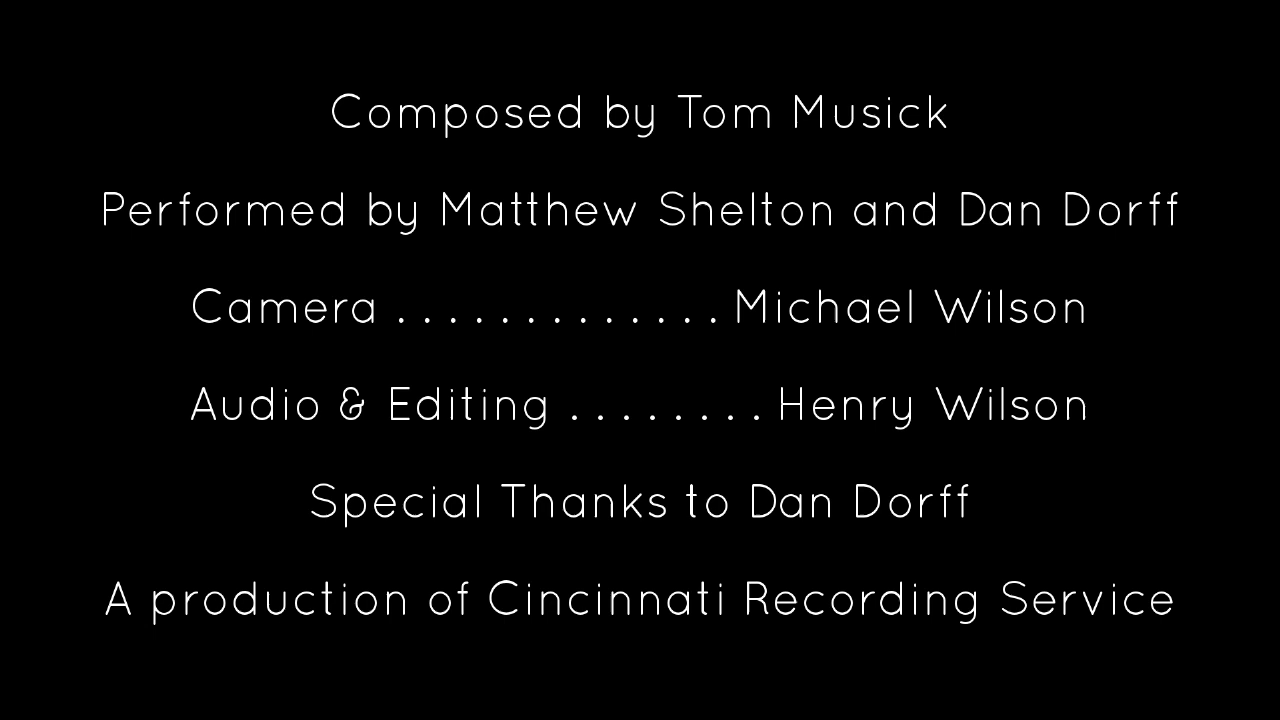 Composed by Tom Musick
Performed by Matthew Shelton and Dan Dorff
Camera . . . . . . . . . . . . . Michael Wilson
Audio & Editing . . . . . . . . Henry Wilson
Special Thanks to Dan Dorff
A production of Cincinnati Recording Service